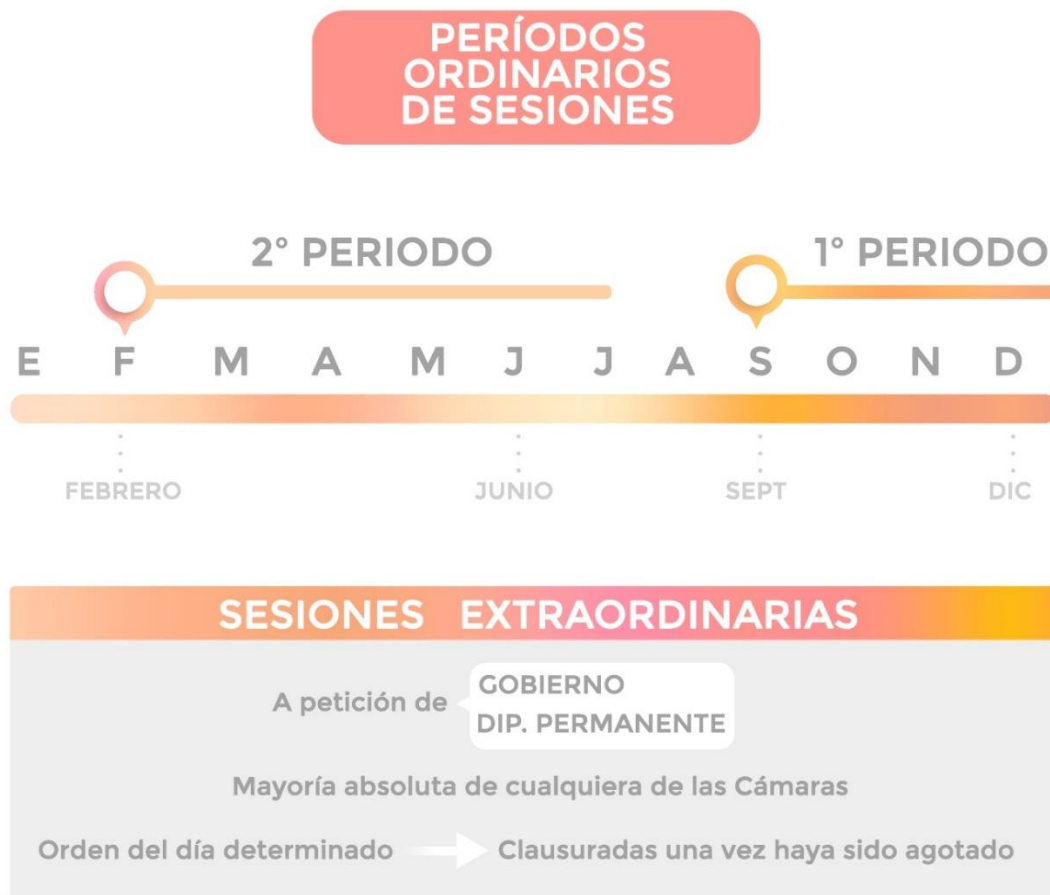 PERÍODOS
ORDINARIOS
DE SESIONES
2° PERIODO
1° PERIODO
E F M A M J J A S O N D
FEBRERO
JUNIO
SEPT
DIC
SESIONES EXTRAORDINARIAS
A petición de
GOBIERNO
DIP. PERMANENTE
Mayoría absoluta de cualquiera de las Cámaras
Orden del día determinado
Clausuradas una vez haya sido agotado